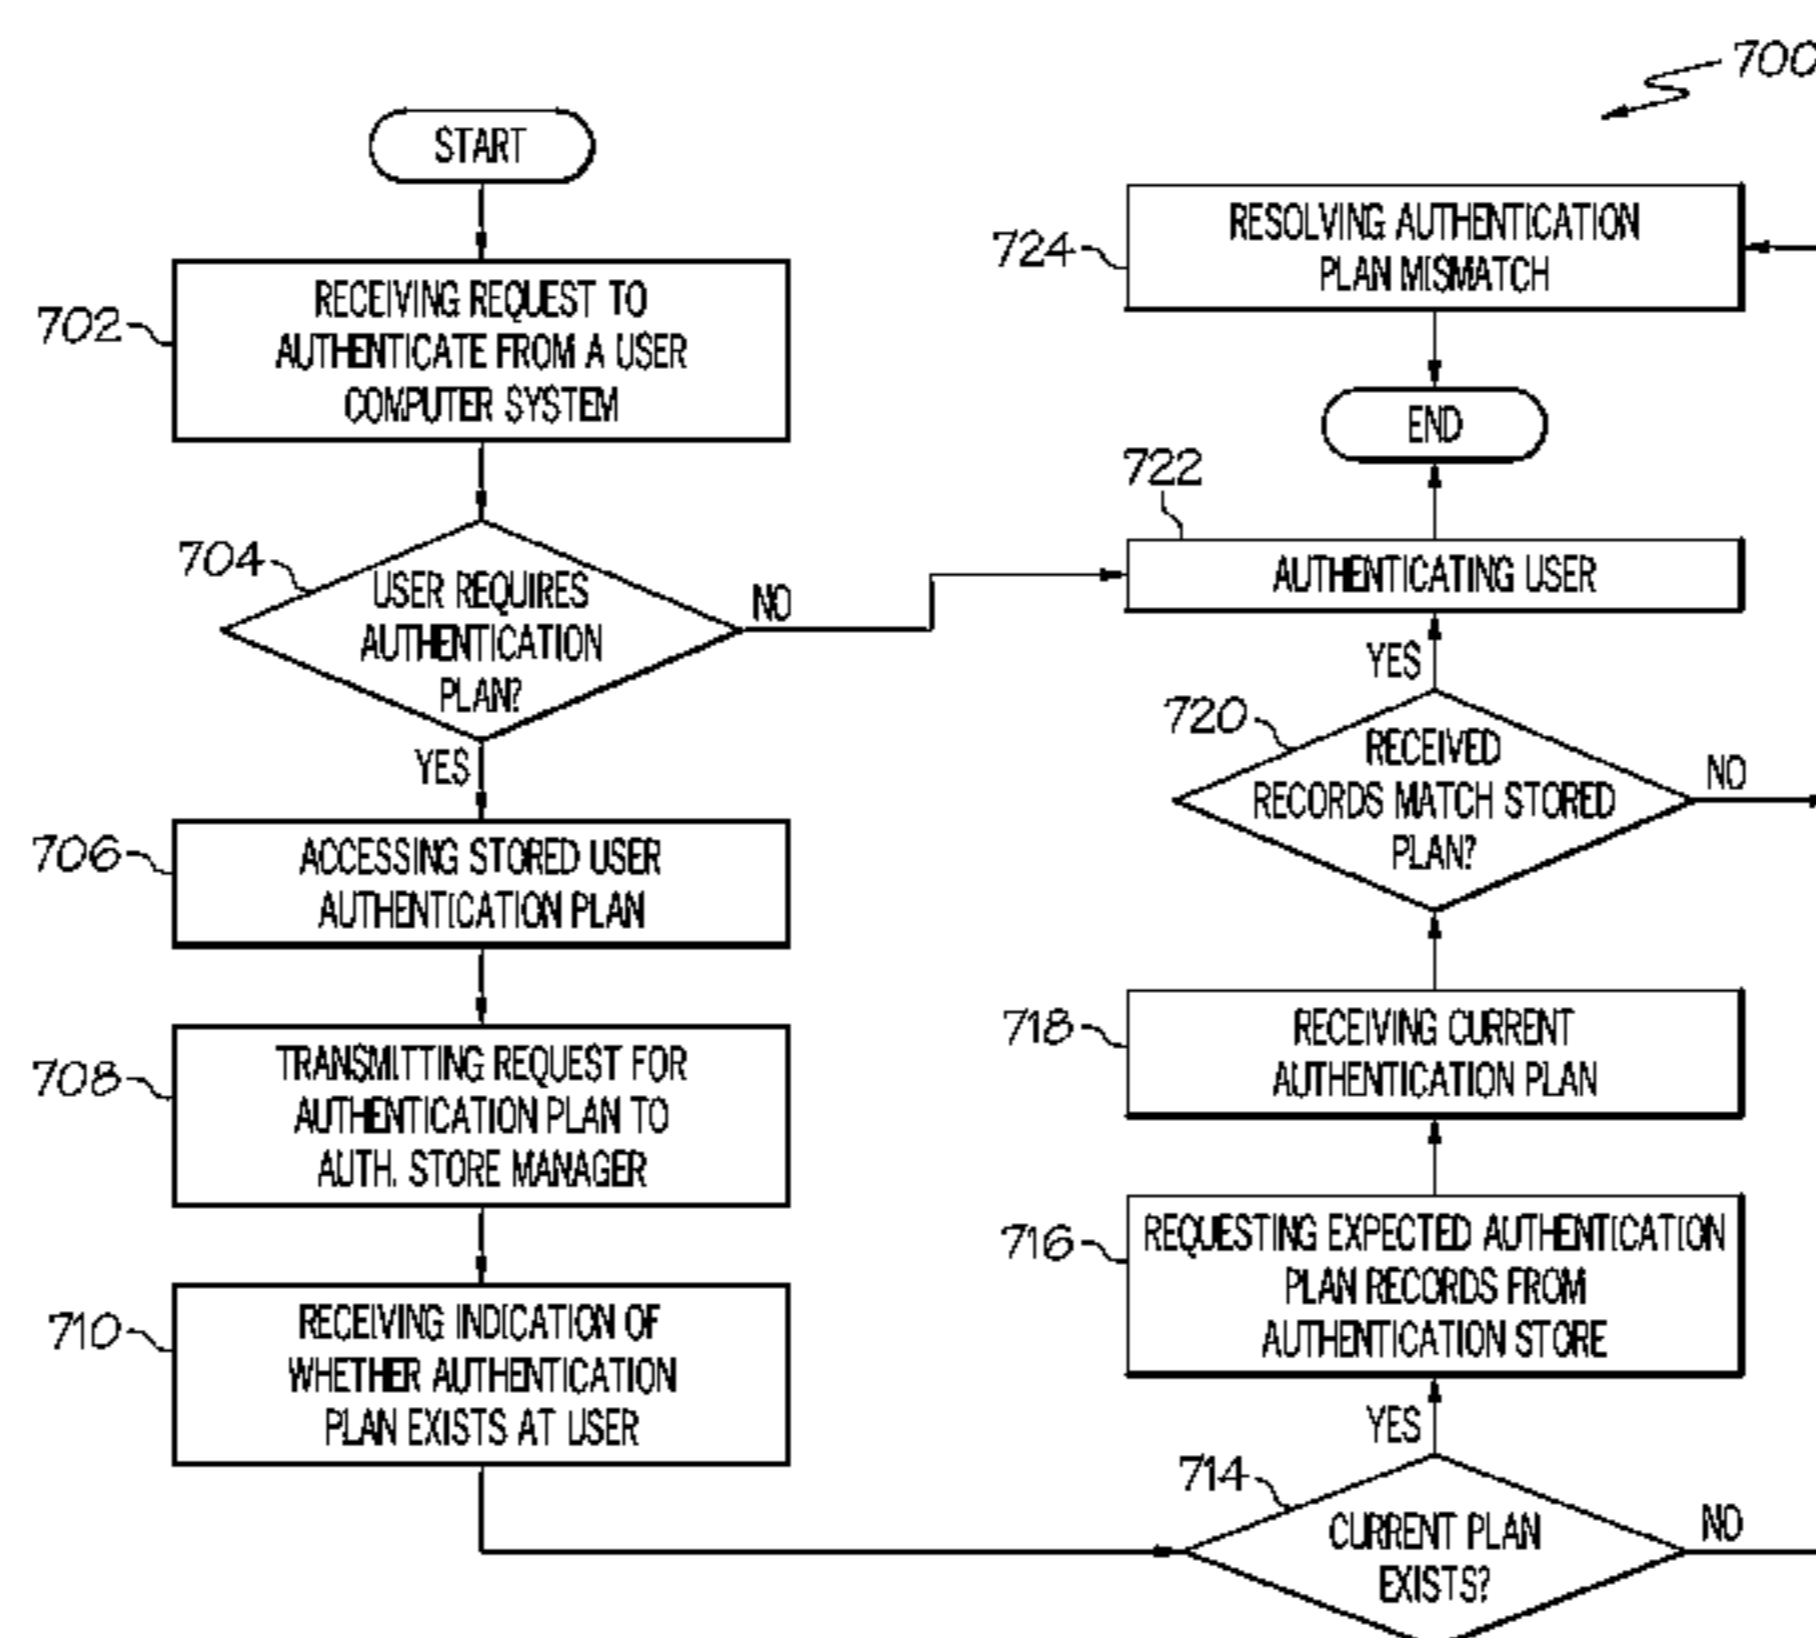 700
START
702
RECEIVING REQUEST TO
AUTHENTICATE FROM A USER
COMPUTER SYSTEM
704
USER REQUIRES
AUTHENTICATION
PLAN?
NO
YES
706
ACCESSING STORED USER
AUTHENTICATION PLAN
708
TRANSMITTING REQUEST FOR
AUTHENTICATION PLAN TO
AUTH. STORE MANAGER
710
RECEIVING INDICATION OF
WHETHER AUTHENTICATION
PLAN EXISTS AT USER
724
RESOLVING AUTHENTICATION
PLAN MISMATCH
END
722
AUTHENTICATING USER
YES
720
RECEIVED
RECORDS MATCH STORED
PLAN?
NO
718
RECEIVING CURRENT
AUTHENTICATION PLAN
716
REQUESTING EXPECTED AUTHENTICATION
PLAN RECORDS FROM
AUTHENTICATION STORE
YES
714
CURRENT PLAN
EXISTS?
NO